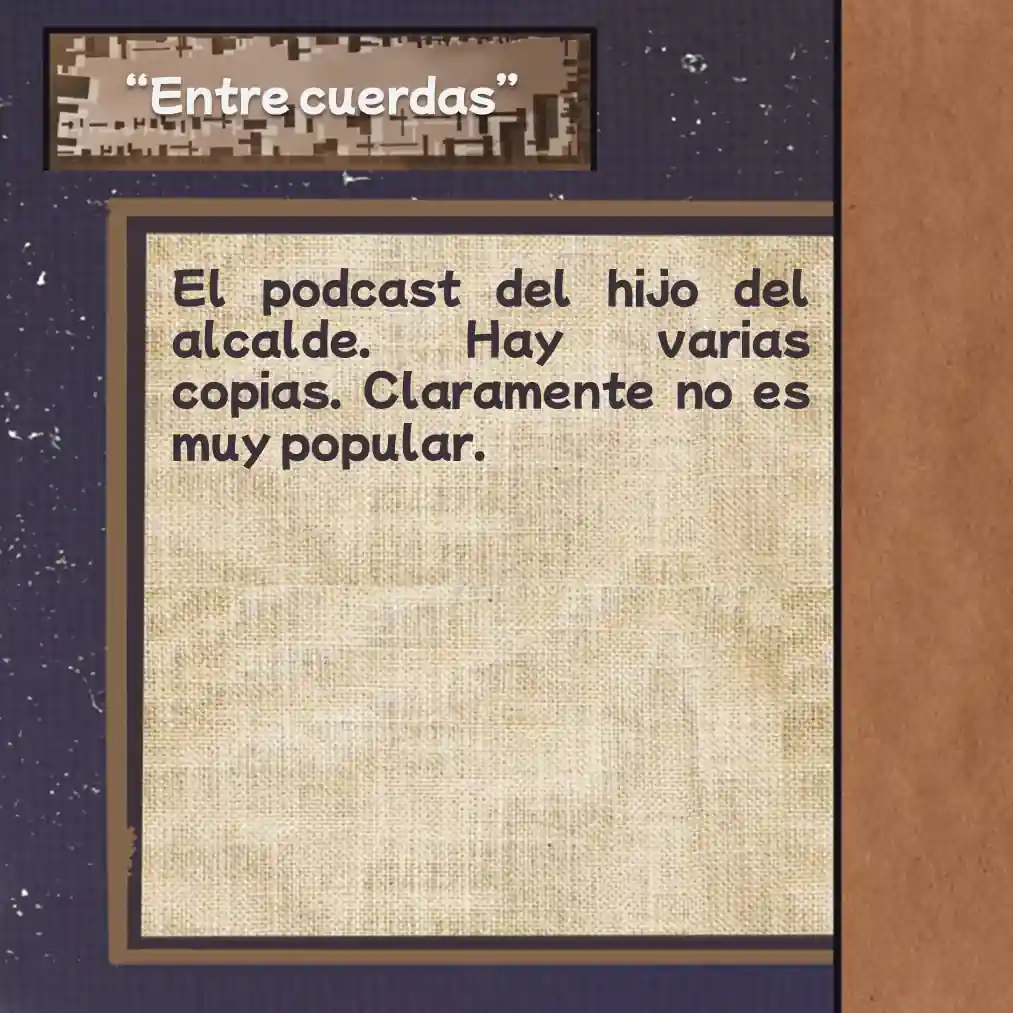 “Entre cuerdas”
El podcast del hijo del
alcalde. Hay varias
copias. Claramente no es
muy popular.